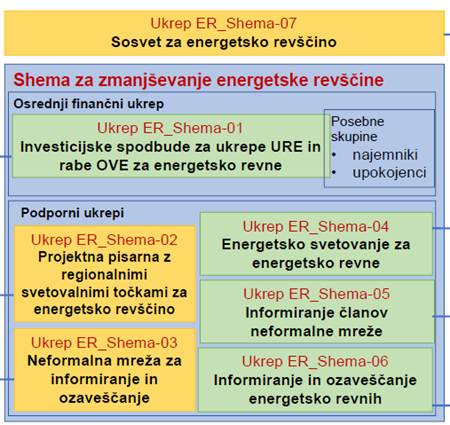 Ukrep ER_Shema-07
Sosvet za energetsko revščino
Shema za zmanjševanje energetske revščine
Osrednji finančni ukrep
Ukrep ER_Shema-01
Investicijske spodbude za ukrepe URE in
rabe OVE za energetsko revne
Posebne
skupine
• najemniki
• upokojenci
Podporni ukrepi
Ukrep ER_Shema-02
Projektna pisarna z
regionalnimi
svetovalnimi točkami za
energetsko revščino
Ukrep ER_Shema-03
Neformalna mreža za
informiranje in
ozaveščanje
Ukrep ER_Shema-04
Energetsko svetovanje za
energetsko revne
Ukrep ER_Shema-05
Informiranje članov
neformalne mreže
Ukrep ER_Shema-06
Informiranje in ozaveščanje
energetsko revnih